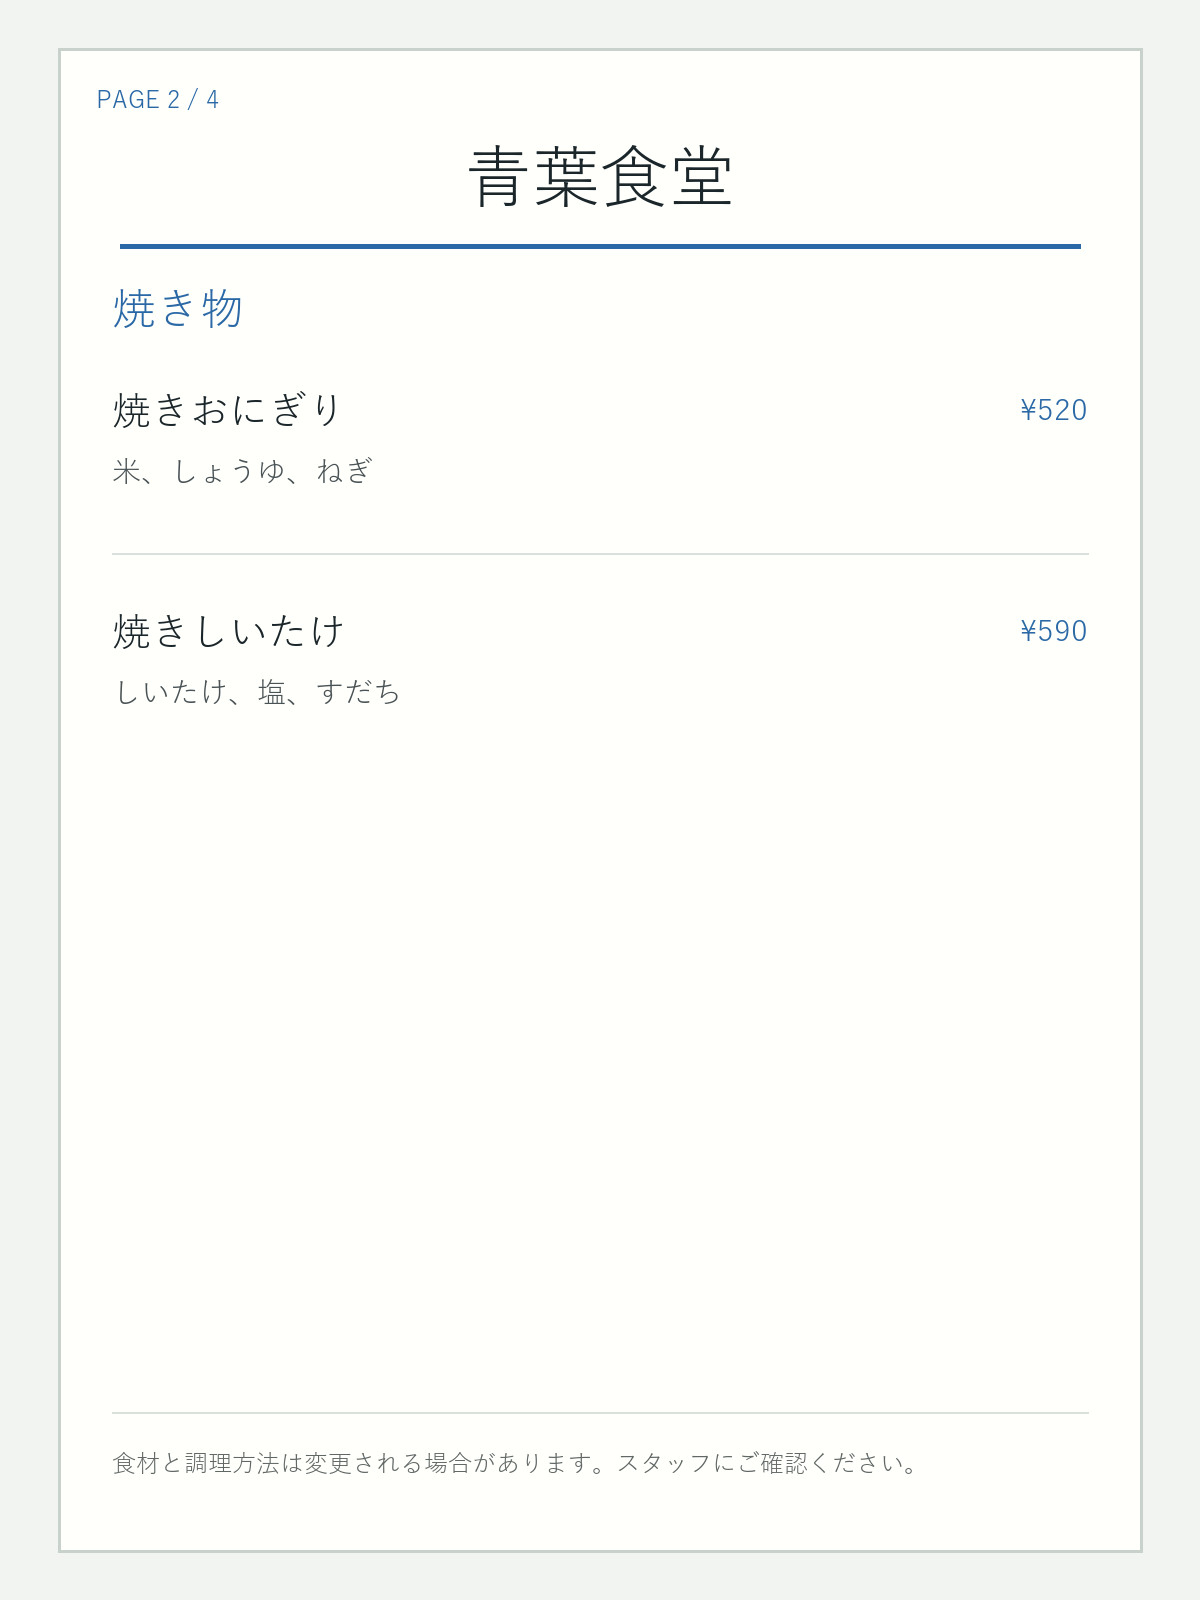 PAGE 2 / 4
青葉食堂
焼き物
焼きおにぎり ¥520
米、しょうゆ、ねぎ
焼きしいたけ ¥590
しいたけ、塩、すだち
食材と調理方法は変更される場合があります。スタッフにご確認ください。